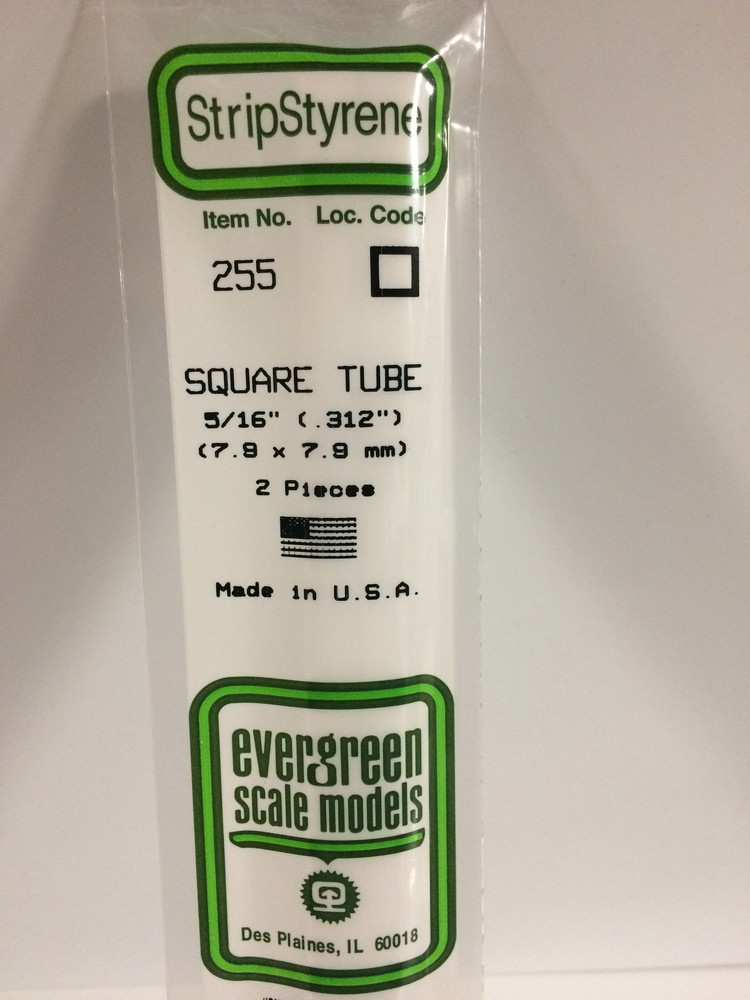 StripStyrene
Item No. Loc. Code
255
SQUARE TUBE
5/16" (.312")
(7.9 x 7.9 mm)
2 Pieces
Made in U.S.A.
evergreen
scale models
Des Plaines, IL 60018